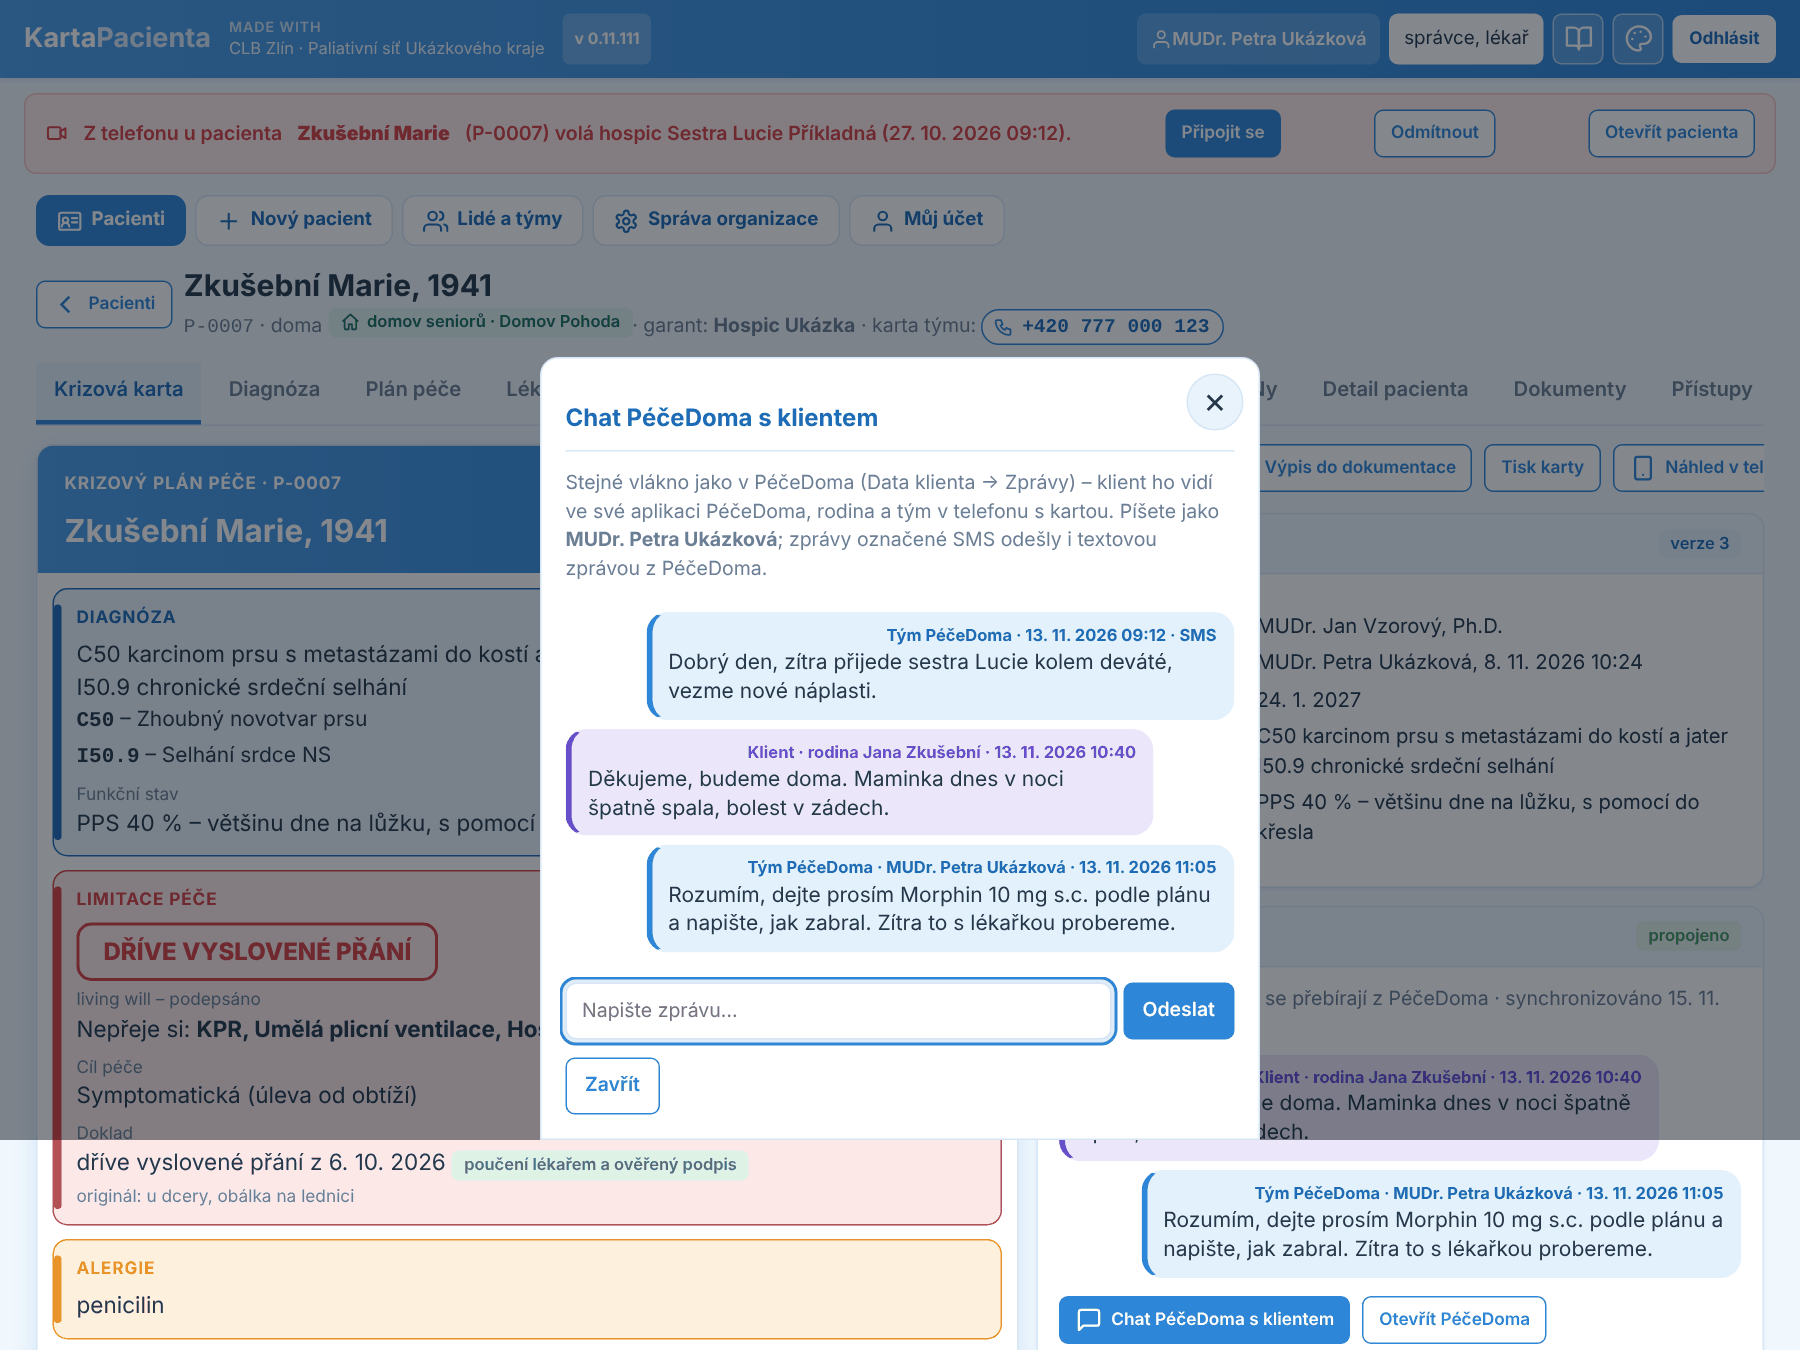 KartaPacienta
MADE WITH
CLB Zlín · Paliativní síť Ukázkového kraje
v 0.11.111
MUDr. Petra Ukázková
správce, lékař
Odhlásit
Z telefonu u pacienta Zkušební Marie (P-0007) volá hospic Sestra Lucie Příkladná (27. 10. 2026 09:12).
Připojit se
Odmítnout
Otevřít pacienta
Pacienti
Nový pacient
Lidé a týmy
Správa organizace
Můj účet
Pacienti
Zkušební Marie, 1941
P-0007 · doma domov seniorů · Domov Pohoda · garant: Hospic Ukázka · karta týmu: +420 777 000 123
Krizová karta
Diagnóza
Plán péče
Detail pacienta
Dokumenty
Přístupy
KRIZOVÝ PLÁN PÉČE · P-0007
Zkušební Marie, 1941
Výpis do dokumentace
Tisk karty
Náhled v tel
DIAGNÓZA
C50 karcinom prsu s metastázami do kostí a
I50.9 chronické srdeční selhání
C50 – Zhoubný novotvar prsu
I50.9 – Selhání srdce NS
Funkční stav
PPS 40 % – většinu dne na lůžku, s pomocí
LIMITACE PÉČE
DŘÍVE VYSLOVENÉ PŘÁNÍ
living will – podepsáno
Nepřeje si: KPR, Umělá plicní ventilace, Hos
Cíl péče
Symptomatická (úleva od obtíží)
Doklad
dříve vyslovené přání z 6. 10. 2026 poučení lékařem a ověřený podpis
originál: u dcery, obálka na lednici
ALERGIE
penicilin
Chat PéčeDoma s klientem
Stejné vlákno jako v PéčeDoma (Data klienta → Zprávy) – klient ho vidí
ve své aplikaci PéčeDoma, rodina a tým v telefonu s kartou. Píšete jako
MUDr. Petra Ukázková; zprávy označené SMS odešly i textovou
zprávou z PéčeDoma.
Tým PéčeDoma · 13. 11. 2026 09:12 · SMS
Dobrý den, zítra přijede sestra Lucie kolem deváté,
vezme nové náplasti.
Klient · rodina Jana Zkušební · 13. 11. 2026 10:40
Děkujeme, budeme doma. Maminka dnes v noci
špatně spala, bolest v zádech.
Tým PéčeDoma · MUDr. Petra Ukázková · 13. 11. 2026 11:05
Rozumím, dejte prosím Morphin 10 mg s.c. podle plánu
a napište, jak zabral. Zítra to s lékařkou probereme.
Napište zprávu...
Odeslat
Zavřít
verze 3
MUDr. Jan Vzorový, Ph.D.
MUDr. Petra Ukázková, 8. 11. 2026 10:24
24. 1. 2027
C50 karcinom prsu s metastázami do kostí a jater
I50.9 chronické srdeční selhání
PPS 40 % – většinu dne na lůžku, s pomocí do
křesla
propojeno
se přebírají z PéčeDoma · synchronizováno 15. 11.
Klient · rodina Jana Zkušební · 13. 11. 2026 10:40
doma. Maminka dnes v noci špatně
Tým PéčeDoma · MUDr. Petra Ukázková · 13. 11. 2026 11:05
Rozumím, dejte prosím Morphin 10 mg s.c. podle plánu a
napište, jak zabral. Zítra to s lékařkou probereme.
Chat PéčeDoma s klientem
Otevřít PéčeDoma